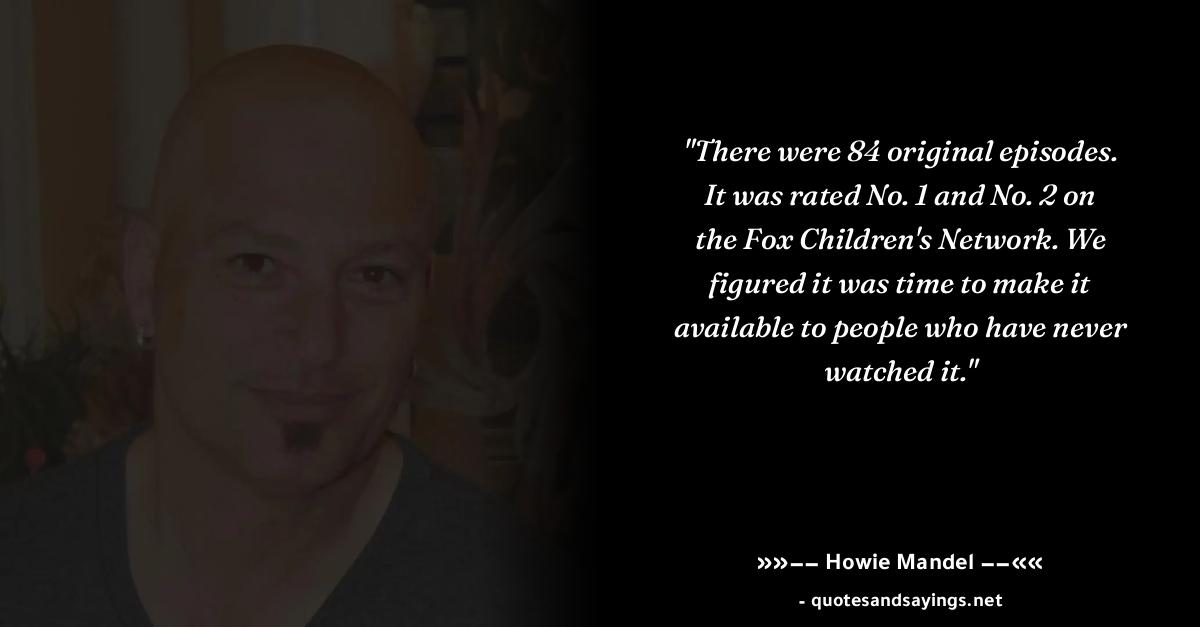 "There were 84 original episodes.
It was rated No. 1 and No. 2 on
the Fox Children's Network. We
figured it was time to make it
available to people who have never
watched it."
»»–– Howie Mandel ––««
- quotesandsayings.net